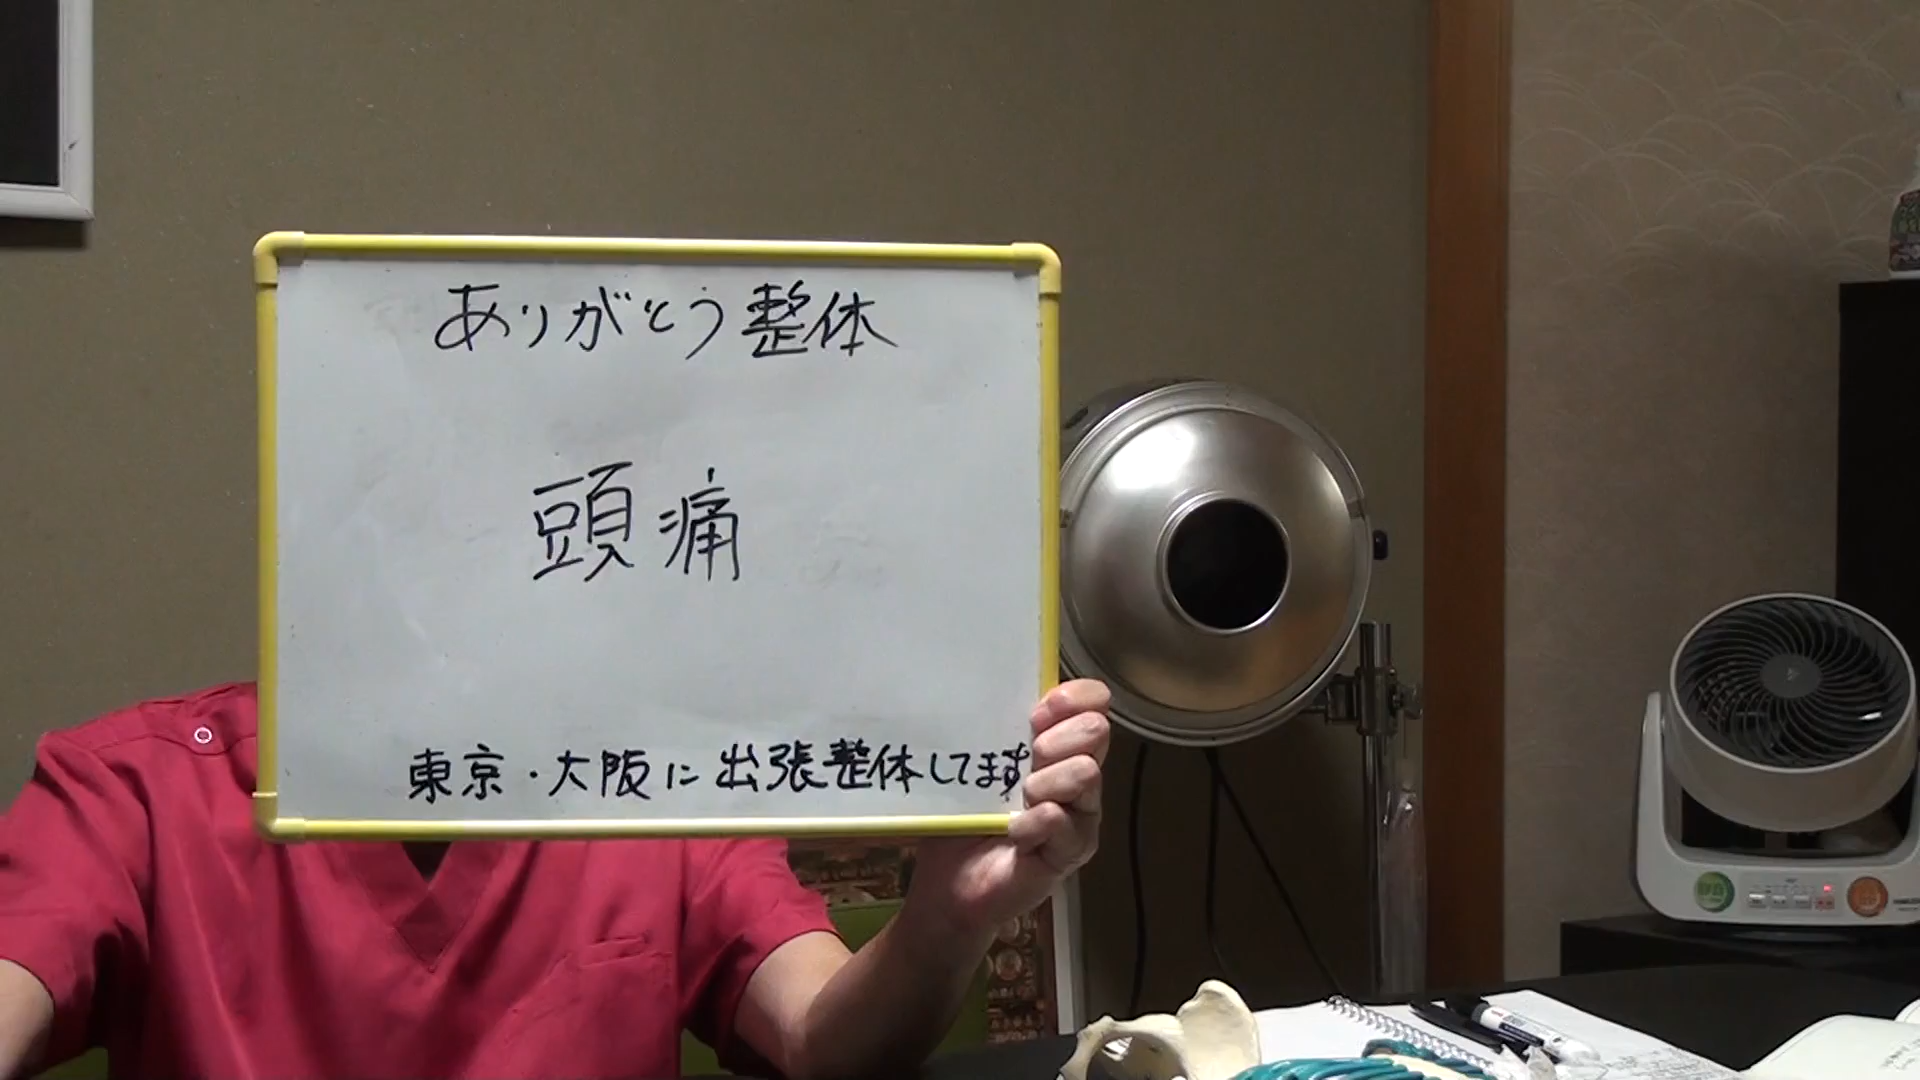 ありがとう整体
頭痛
東京・大阪に出張整体してます